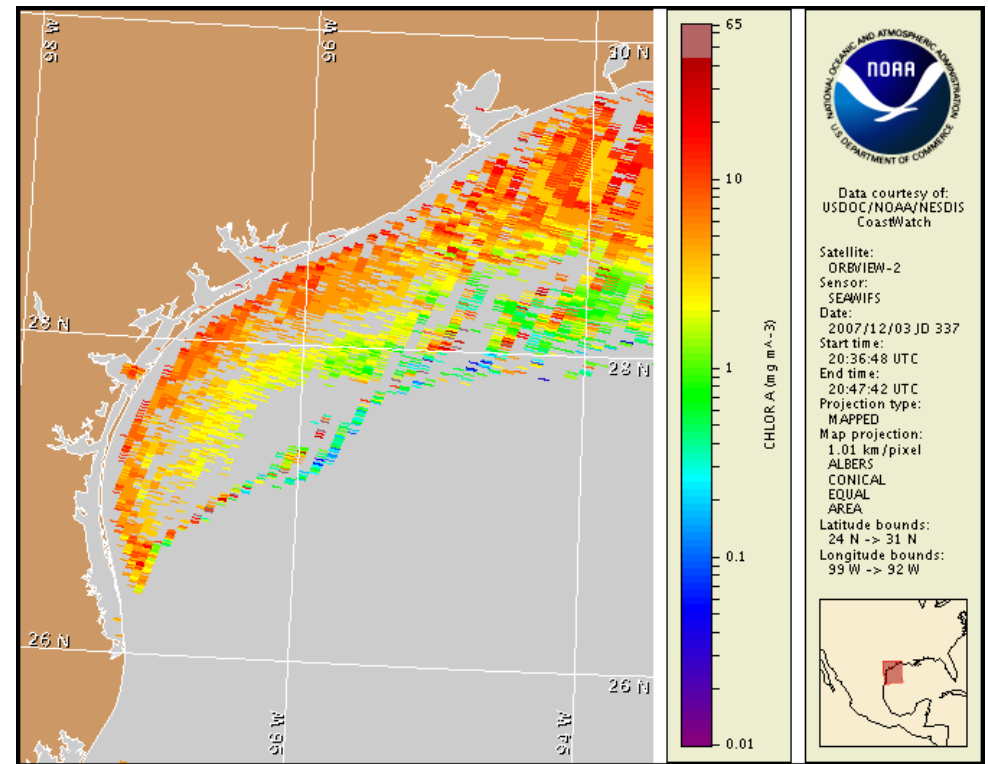 98 W
96 W
30 N
28 N
28 N
26 N
26 N
96 W
94 W
65
10
1
0.1
0.01
CHLOR A (mg m^-3)
NATIONAL OCEANIC AND ATMOSPHERIC ADMINISTRATION
NOAA
U.S. DEPARTMENT OF COMMERCE
Data courtesy of:
USDOC/NOAA/NESDIS
CoastWatch
Satellite:
ORBVIEW-2
Sensor:
SEAWIFS
Date:
2007/12/03 JD 337
Start time:
20:36:48 UTC
End time:
20:47:42 UTC
Projection type:
MAPPED
Map projection:
1.01 km/pixel
ALBERS
CONICAL
EQUAL
AREA
Latitude bounds:
24 N -> 31 N
Longitude bounds:
99 W -> 92 W